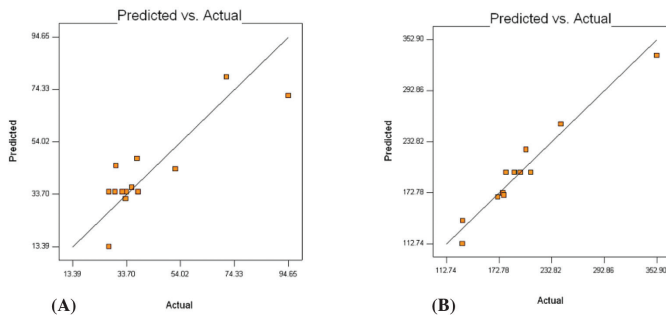 Predicted vs. Actual
94.65
74.33
54.02
33.70
13.39
Predicted
13.39 33.70 54.02 74.33 94.65
Actual
(A)
Predicted vs. Actual
352.90
292.86
232.82
172.78
112.74
Predicted
112.74 172.78 232.82 292.86 352.90
Actual
(B)